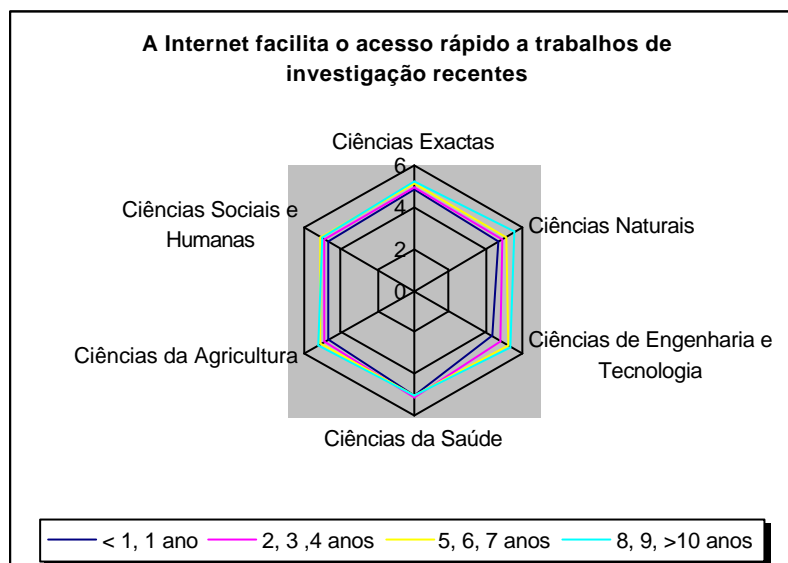 A Internet facilita o acesso rápido a trabalhos de
investigação recentes
Ciências Exactas
6
4
2
0
Ciências Sociais e
Humanas
Ciências Naturais
Ciências da Agricultura
Ciências de Engenharia e
Tecnologia
Ciências da Saúde
< 1, 1 ano
2, 3 ,4 anos
5, 6, 7 anos
8, 9, >10 anos